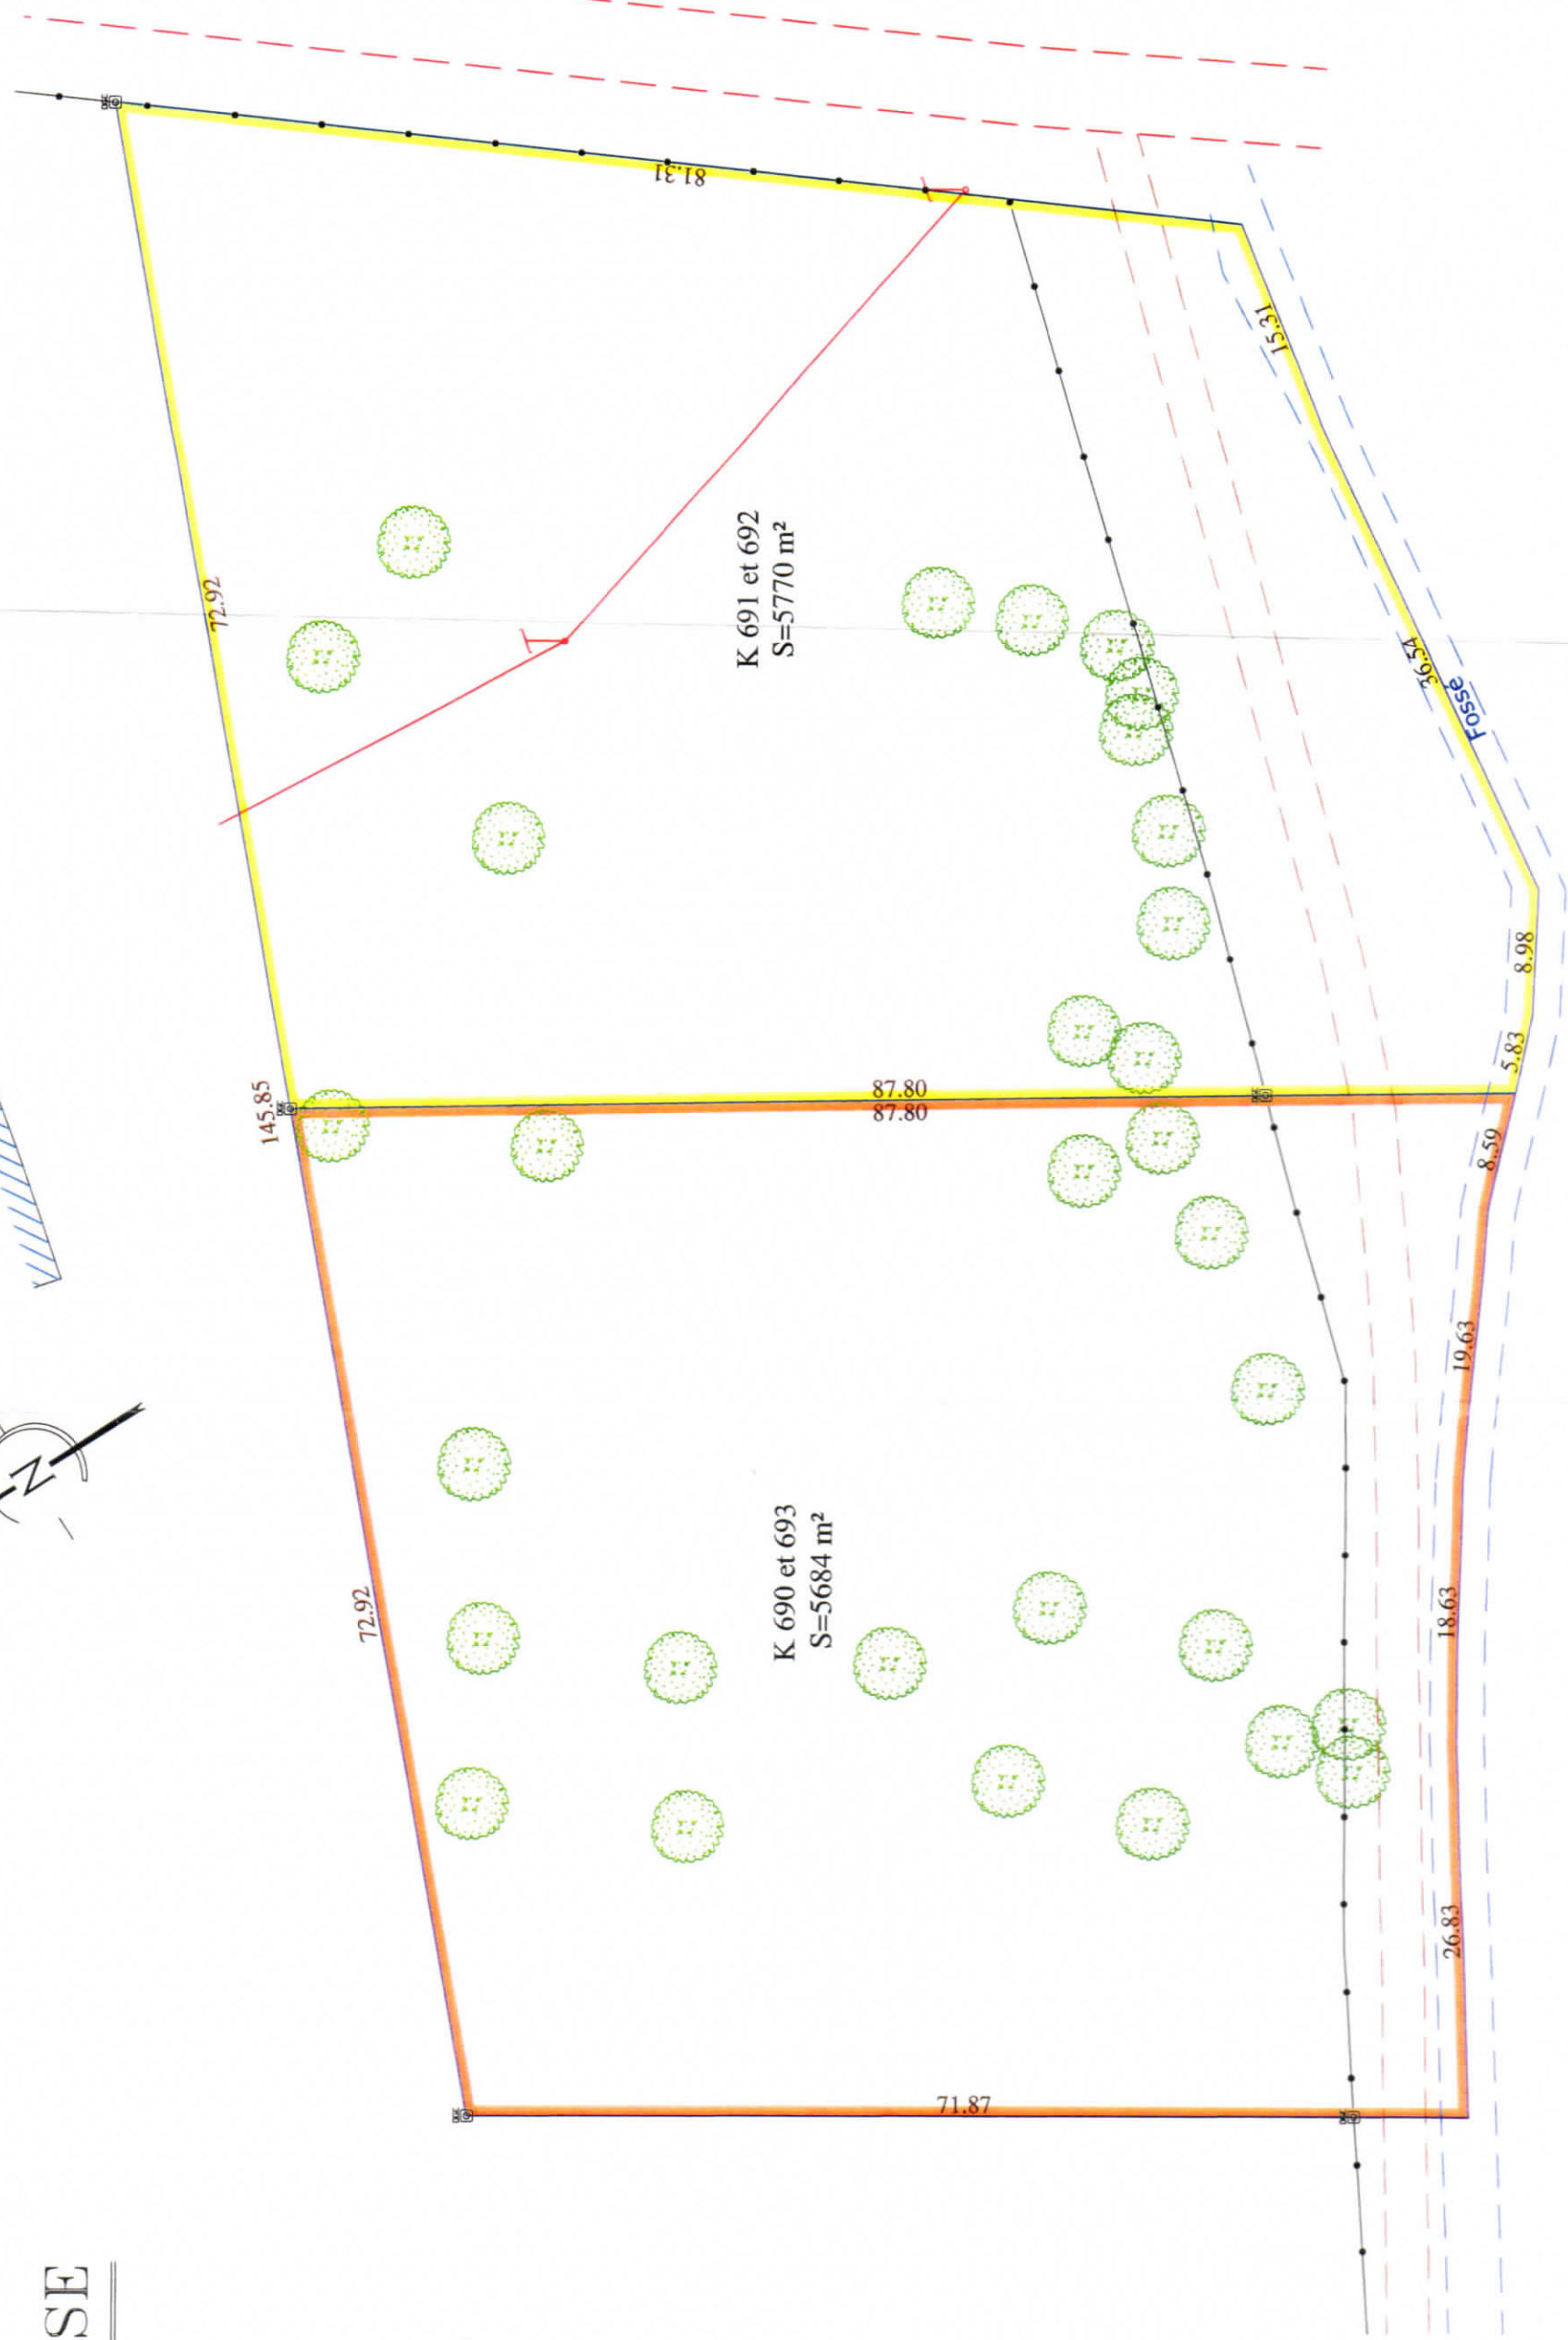 81.31
15.31
72.92
K 691 et 692
S=5770 m²
36.54
Fossé
8.98
5.83
145.85
87.80
87.80
8.59
19.63
N
K 690 et 693
S=5684 m²
72.92
18.63
26.83
71.87
SE